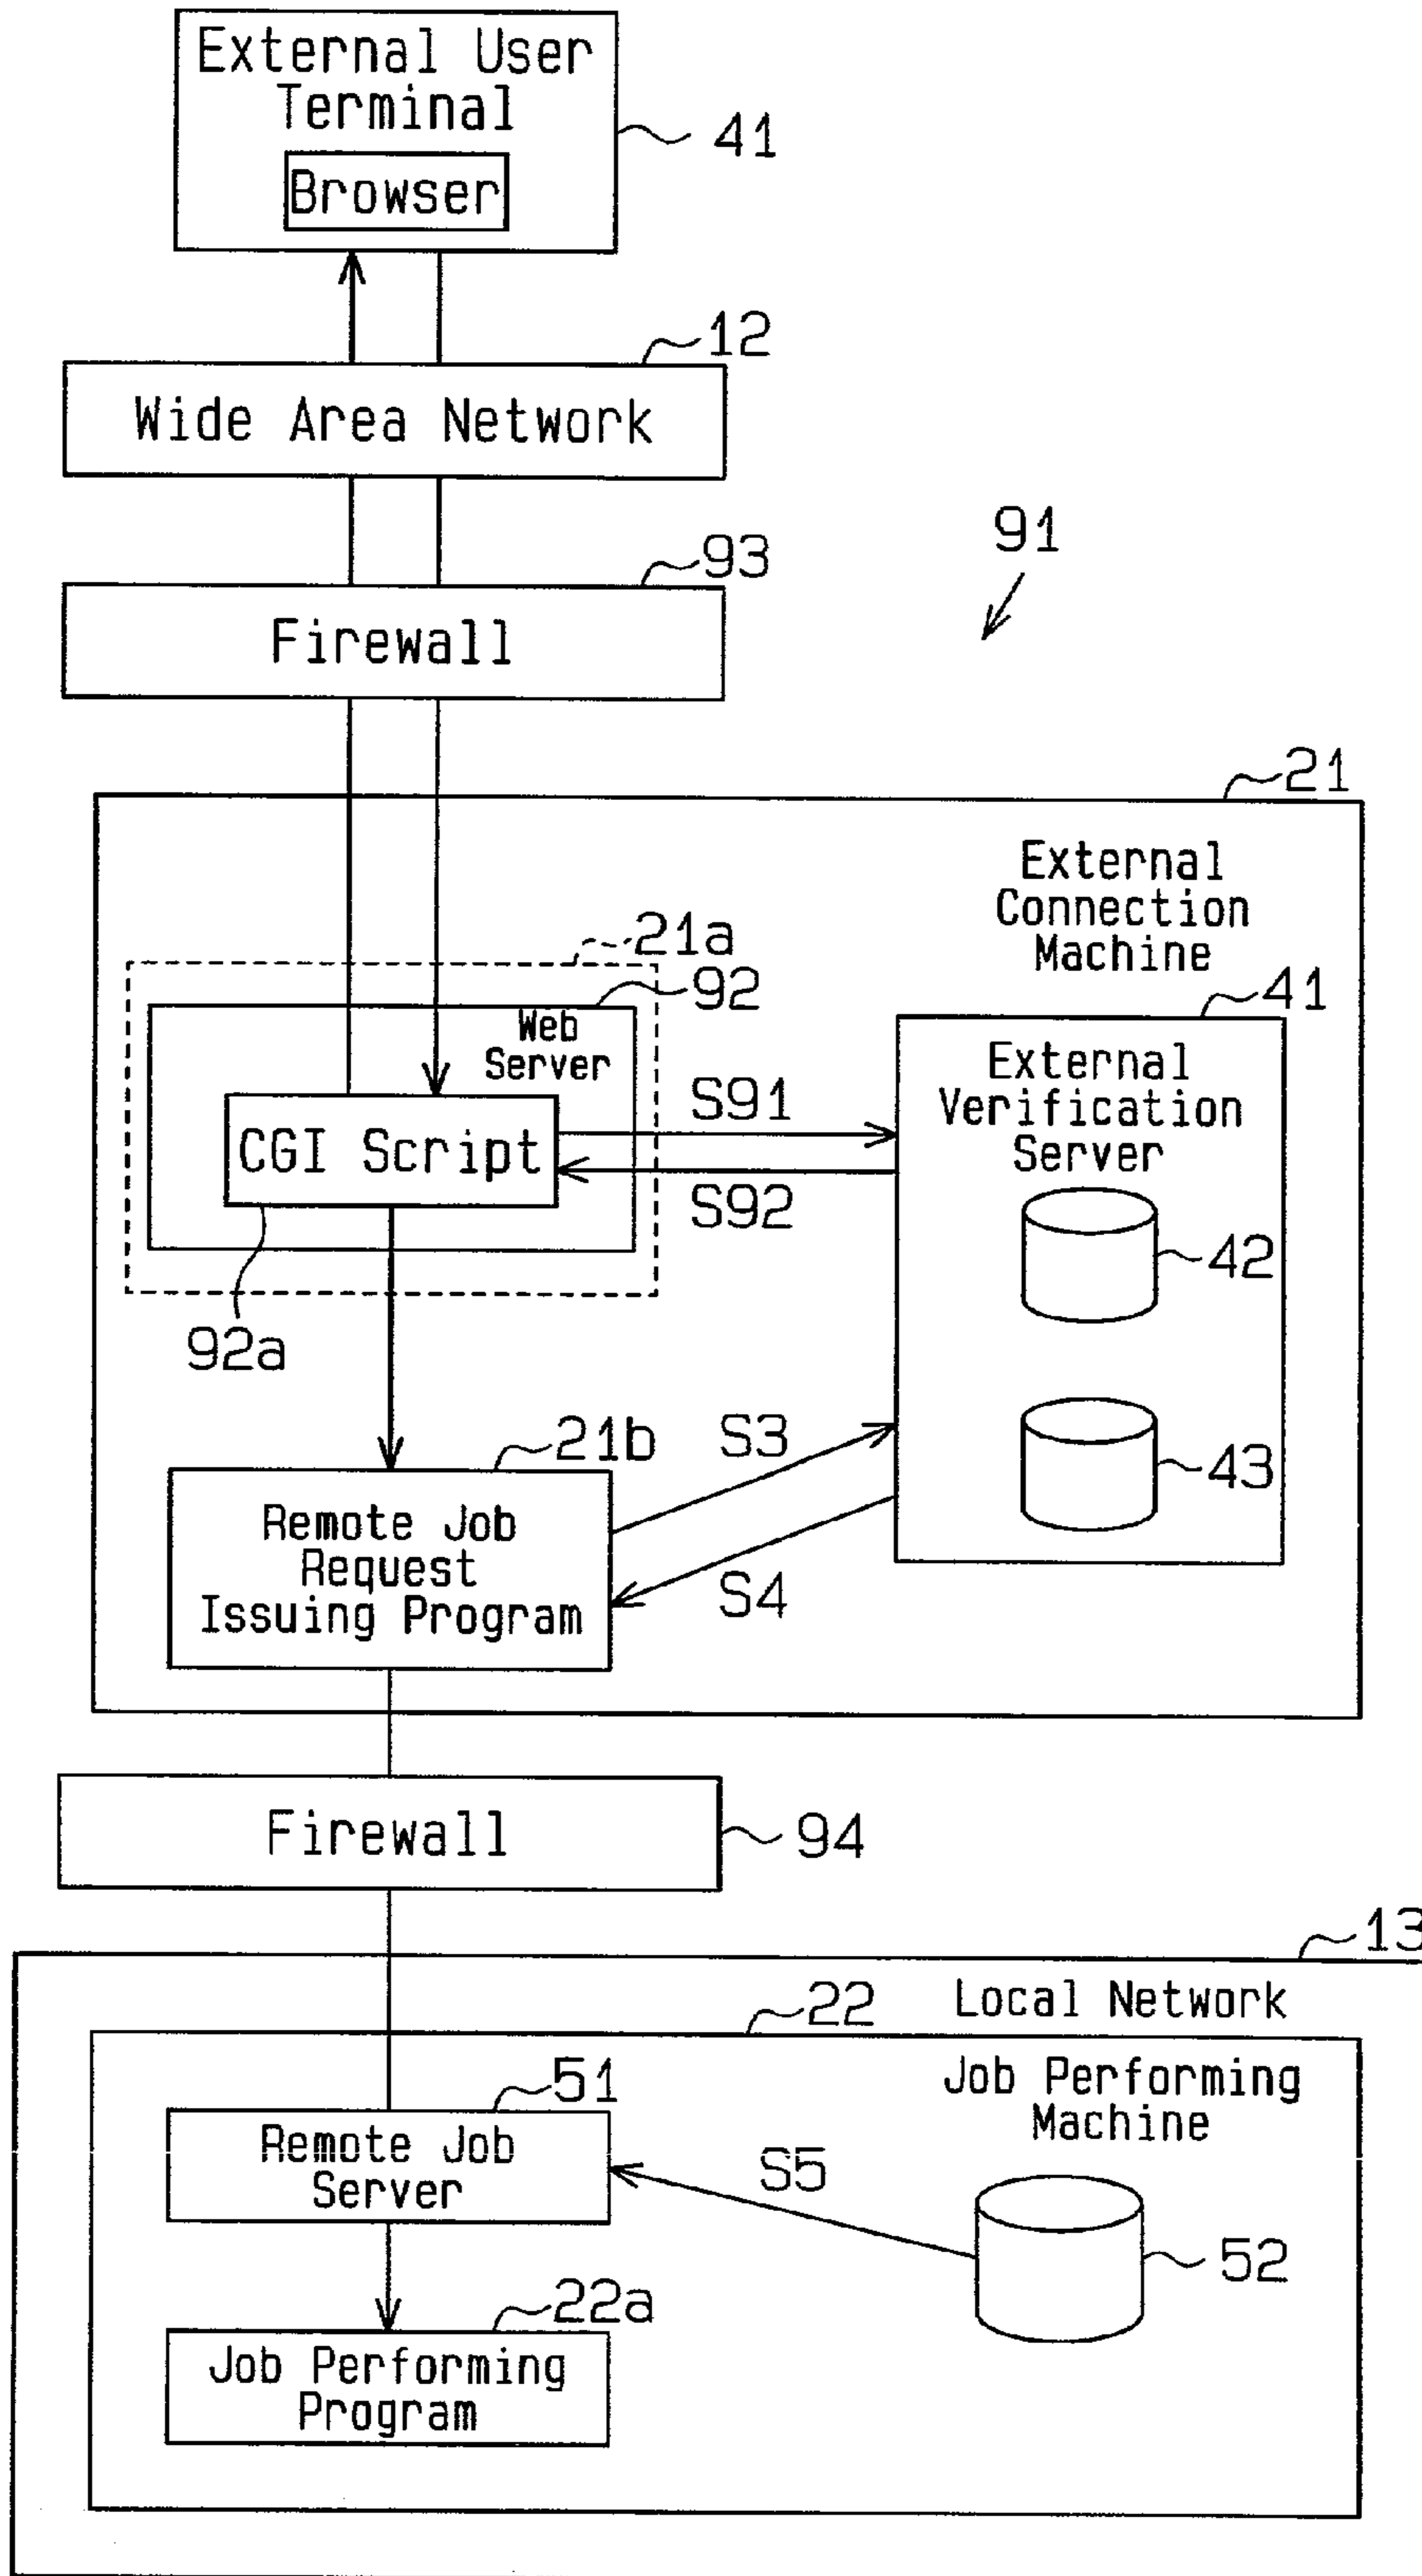 External User
Terminal
Browser
41
12
Wide Area Network
93
Firewall
91
21
External
Connection
Machine
21a
92
Web
Server
41
External
Verification
Server
S91
CGI Script
S92
42
92a
21b
S3
43
Remote Job
Request
Issuing Program
S4
Firewall
94
13
Local Network
22
Job Performing
Machine
51
Remote Job
Server
S5
52
22a
Job Performing
Program